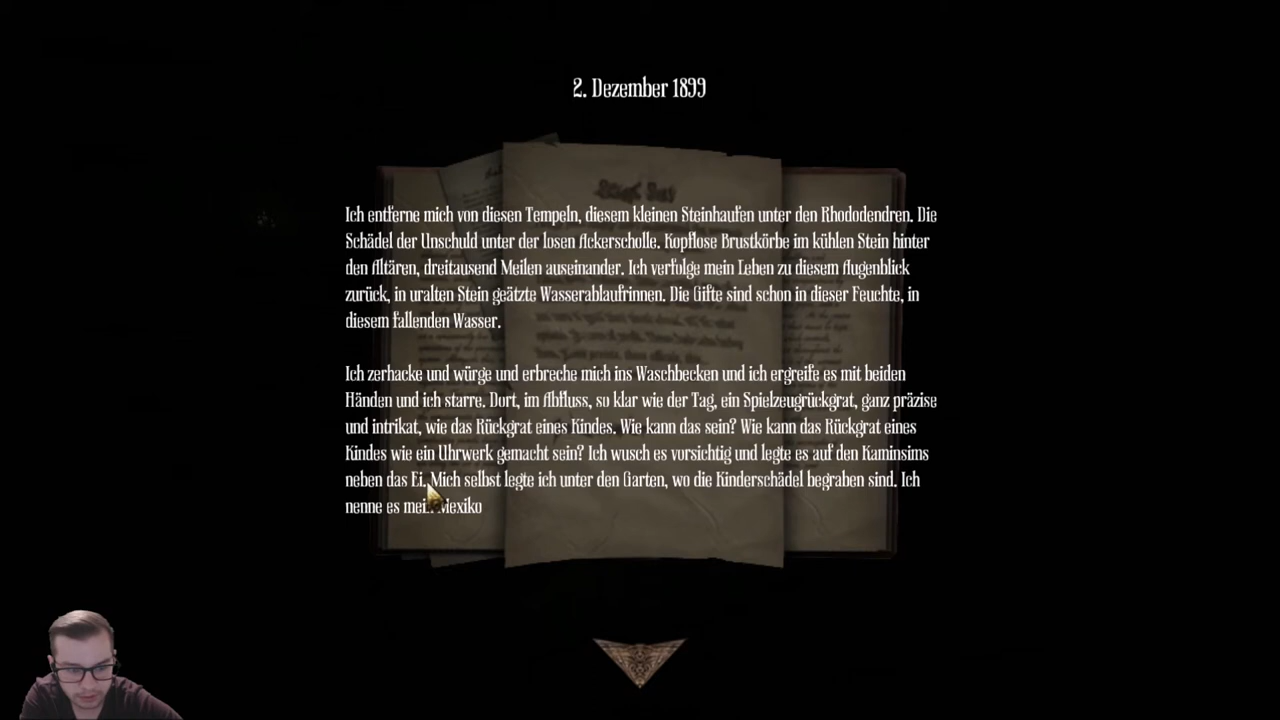 2. Dezember 1899
Ich entferne mich von diesen Tempeln, diesem kleinen Steinhaufen unter den Rhododendren. Die
Schädel der Unschuld unter der losen Ackerscholle. Kopflose Brustkörbe im kühlen Stein hinter
den Altären, dreitausend Meilen auseinander. Ich verfolge mein Leben zu diesem Augenblick
zurück, in uralten Stein geätzte Wasserablaufrinnen. Die Gifte sind schon in dieser Feuchte, in
diesem fallenden Wasser.
Ich zerhacke und würge und erbreche mich ins Waschbecken und ich ergreife es mit beiden
Händen und ich starre. Dort, im Abfluss, so klar wie der Tag, ein Spielzeugrückgrat, ganz präzise
und intrikat, wie das Rückgrat eines Kindes. Wie kann das sein? Wie kann das Rückgrat eines
Kindes wie ein Uhrwerk gemacht sein? Ich wusch es vorsichtig und legte es auf den Kaminsims
neben das Ei. Mich selbst legte ich unter den Garten, wo die Kinderschädel begraben sind. Ich
nenne es mein Mexiko